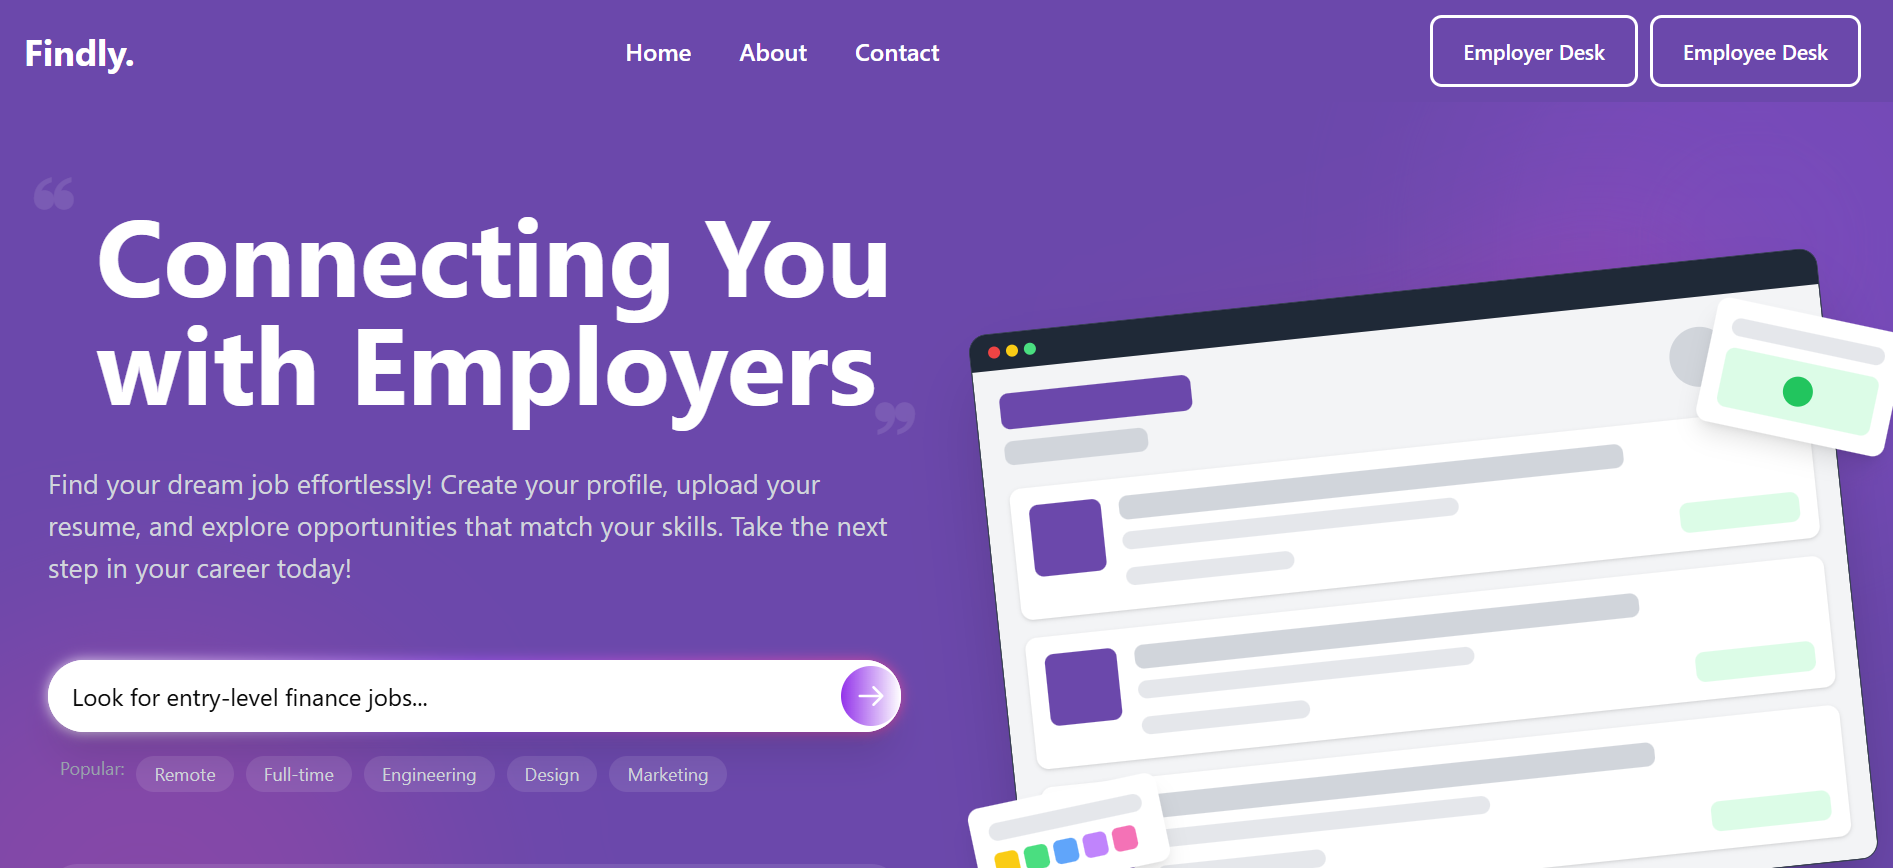 Findly.
Home About Contact
Employer Desk Employee Desk
“
Connecting You
with Employers
”
Find your dream job effortlessly! Create your profile, upload your
resume, and explore opportunities that match your skills. Take the next
step in your career today!
Look for entry-level finance jobs...
Popular: Remote Full-time Engineering Design Marketing